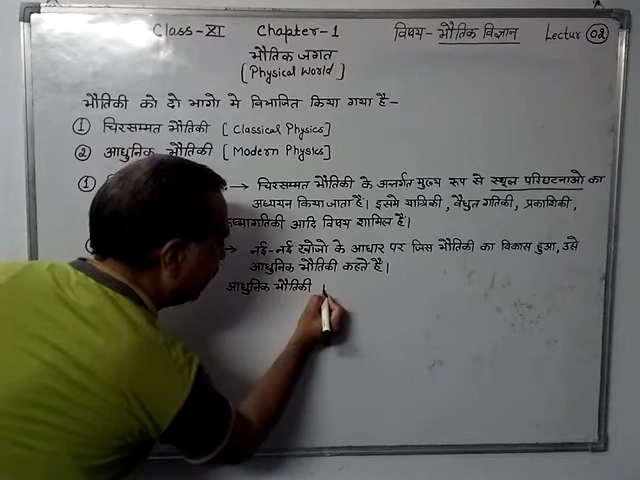 Class-XI Chapter-1 विषय- भौतिक विज्ञान Lectur 02
भौतिक जगत
[Physical World]
भौतिकी को दो भागो मे विभाजित किया गया है-
① चिरसम्मत भौतिकी [Classical Physics]
② आधुनिक भौतिकी [Modern Physics]
① → चिरसम्मत भौतिकी के अन्तर्गत मुख्य रूप से स्थूल परिघटनाओ का
अध्ययन किया जाता है। इसमे यात्रिकी, वैधुत गतिकी, प्रकाशिकी,
ऊष्मागतिकी आदि विषय शामिल है।
→ नई-नई खोजो के आधार पर जिस भौतिकी का विकास हुआ, उसे
आधुनिक भौतिकी कहते है।
आधुनिक भौतिकी